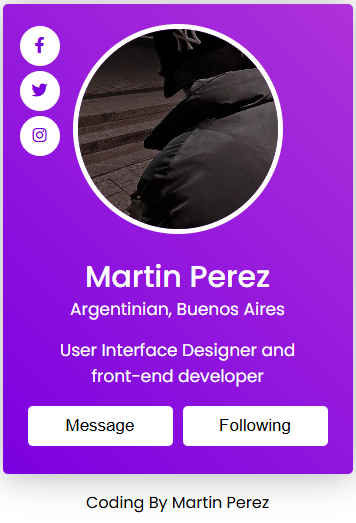 Martin Perez
Argentinian, Buenos Aires
User Interface Designer and
front-end developer
Message
Following
Coding By Martin Perez